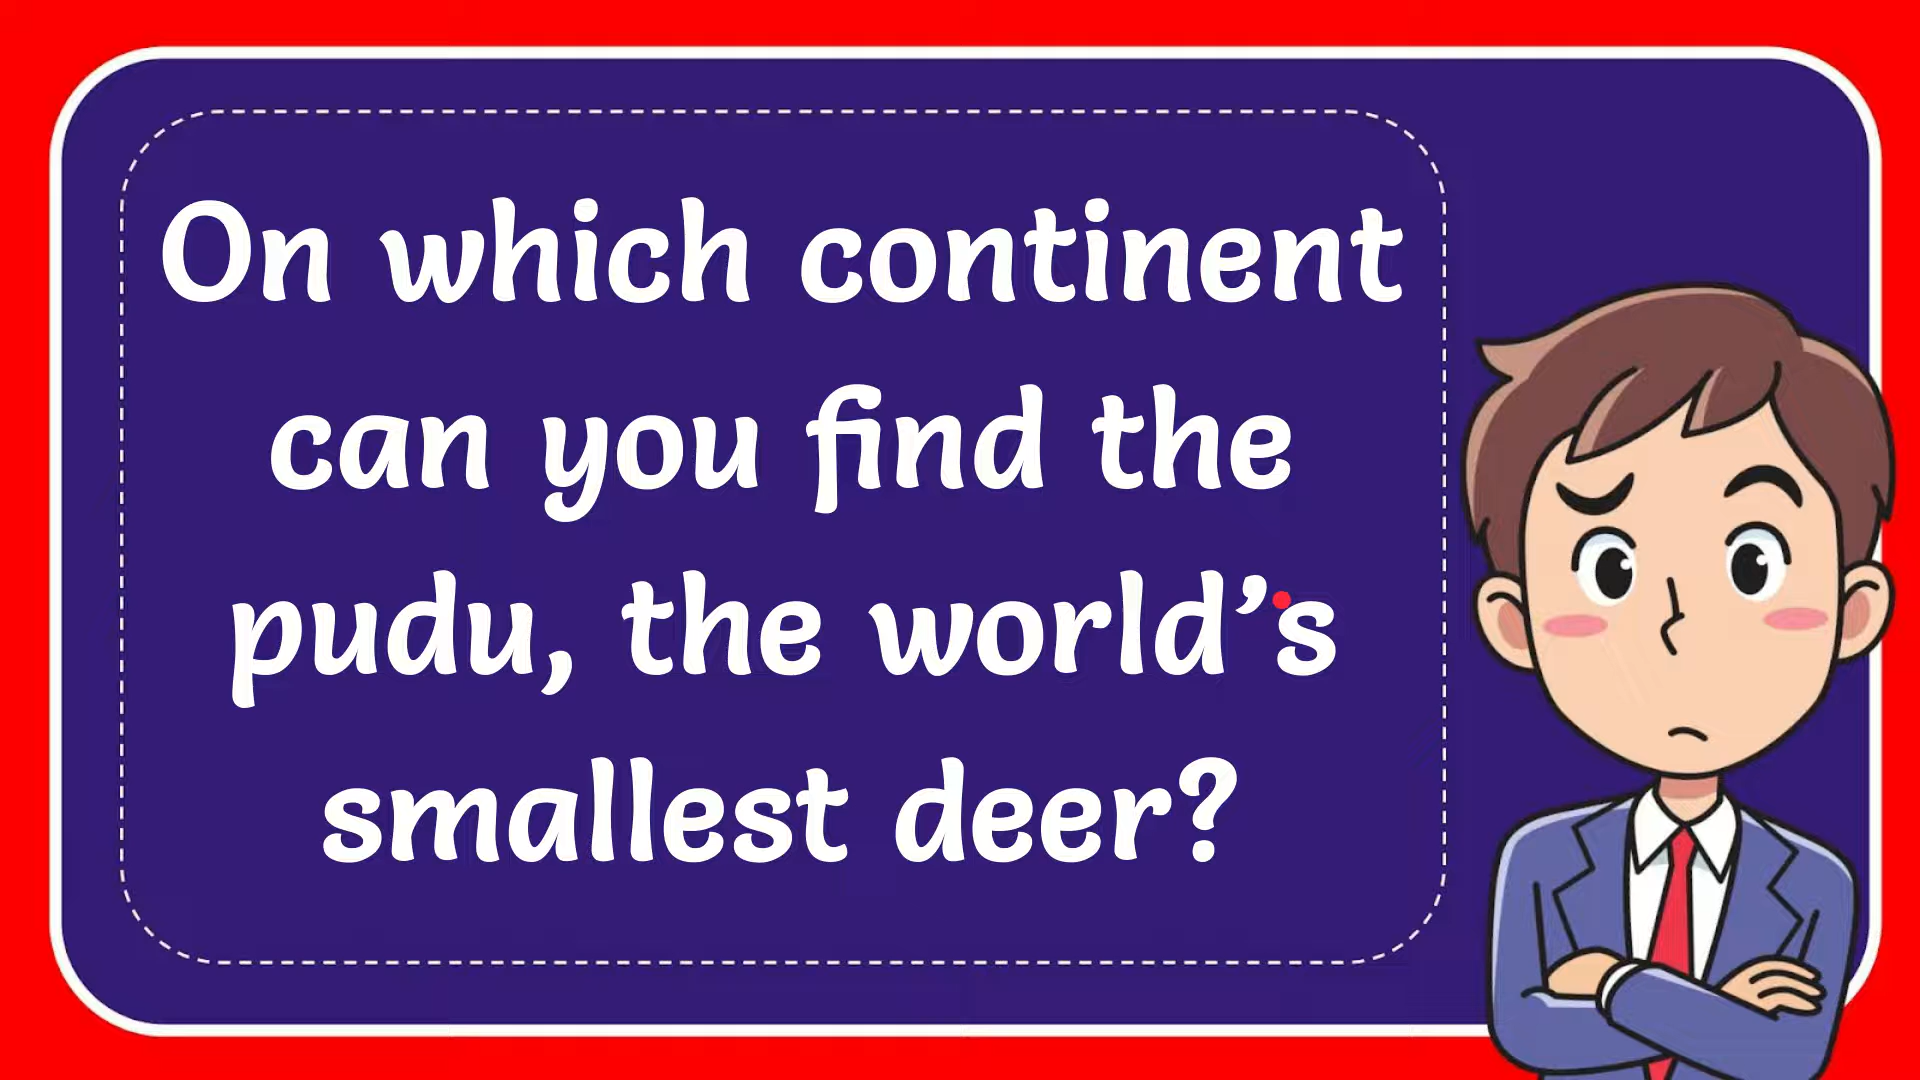 On which continent
can you find the
pudu, the world’s
smallest deer?